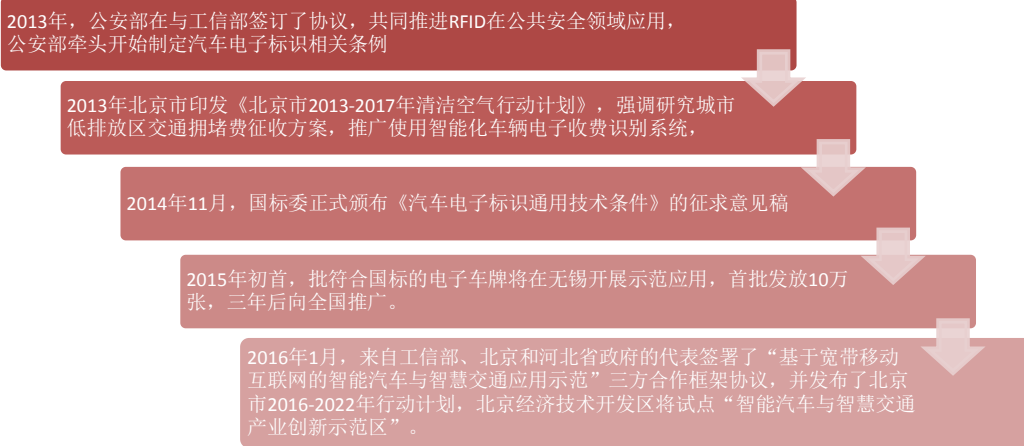 2013年，公安部在与工信部签订了协议，共同推进RFID在公共安全领域应用，
公安部牵头开始制定汽车电子标识相关条例
2013年北京市印发《北京市2013-2017年清洁空气行动计划》，强调研究城市
低排放区交通拥堵费征收方案，推广使用智能化车辆电子收费识别系统，
2014年11月，国标委正式颁布《汽车电子标识通用技术条件》的征求意见稿
2015年初首，批符合国标的电子车牌将在无锡开展示范应用，首批发放10万
张，三年后向全国推广。
2016年1月，来自工信部、北京和河北省政府的代表签署了“基于宽带移动
互联网的智能汽车与智慧交通应用示范”三方合作框架协议，并发布了北京
市2016-2022年行动计划，北京经济技术开发区将试点“智能汽车与智慧交通
产业创新示范区”。